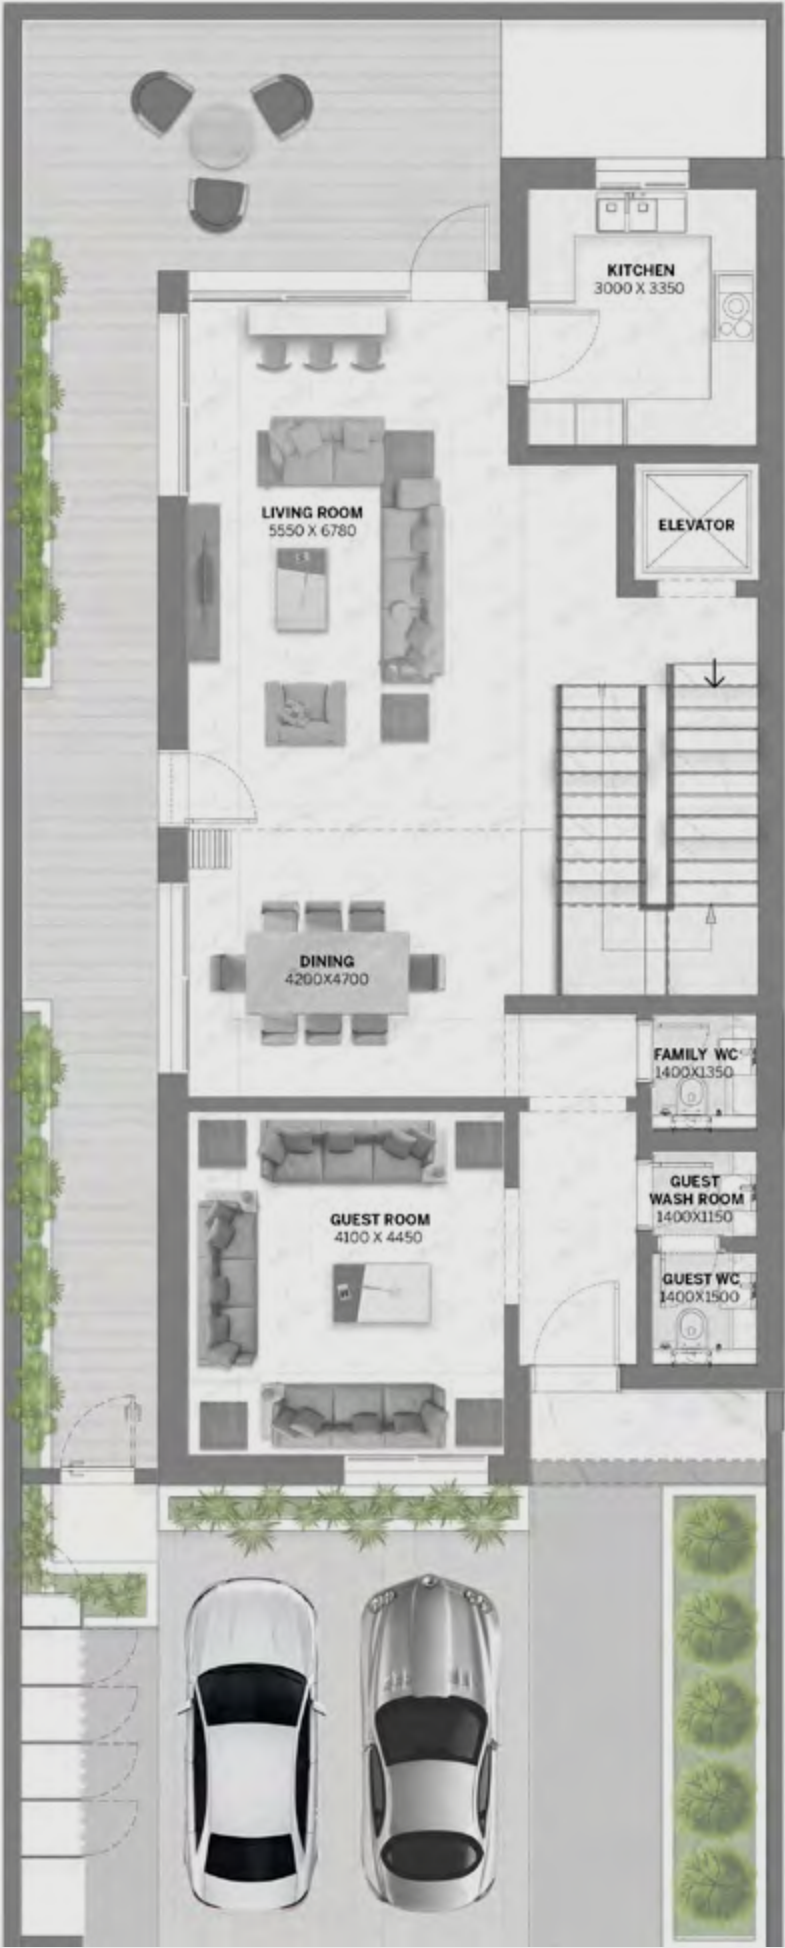 KITCHEN
3000 X 3350
LIVING ROOM
5550 X 6780
ELEVATOR
DINING
4200X4700
FAMILY WC
1400X1350
GUEST
WASH ROOM
1400X1150
GUEST ROOM
4100 X 4450
GUEST WC
1400X1500